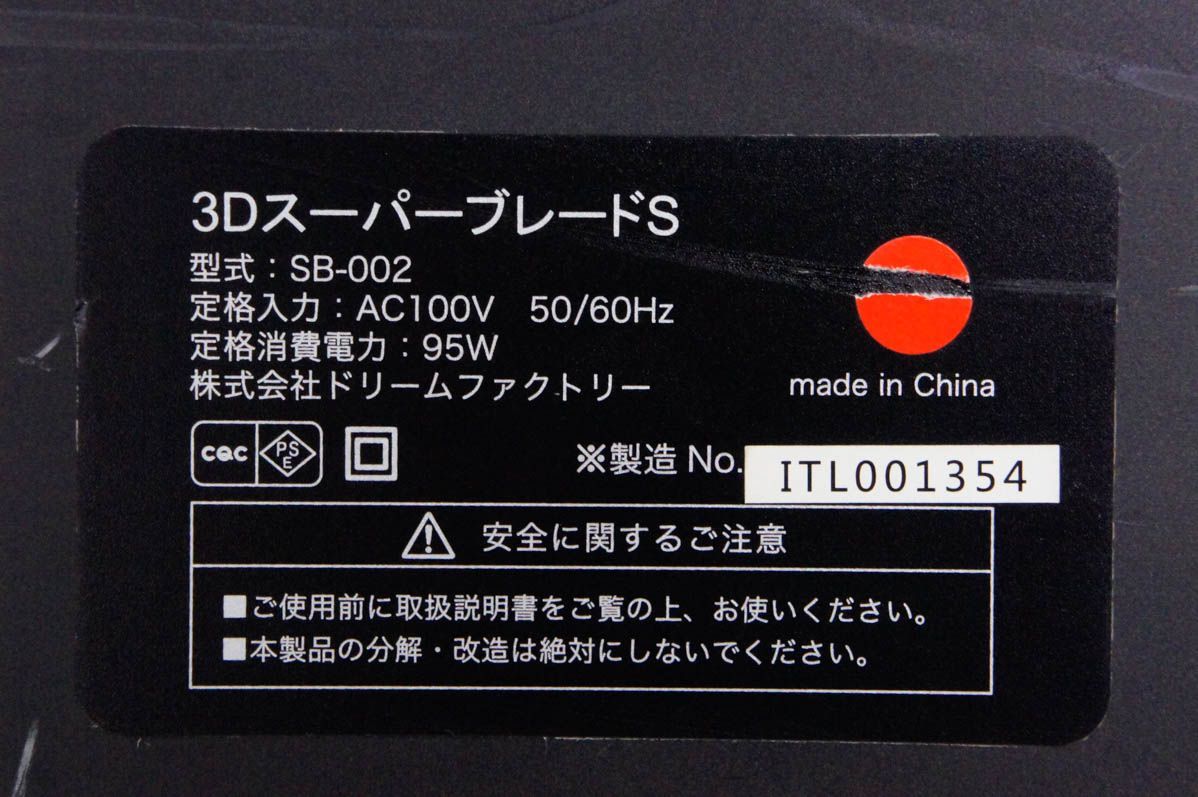 3DスーパーブレードS
型式：SB-002
定格入力：AC100V　50/60Hz
定格消費電力：95W
株式会社ドリームファクトリー
made in China
CQC PSE
※製造 No. ITL001354
安全に関するご注意
■ご使用前に取扱説明書をご覧の上、お使いください。
■本製品の分解・改造は絶対にしないでください。